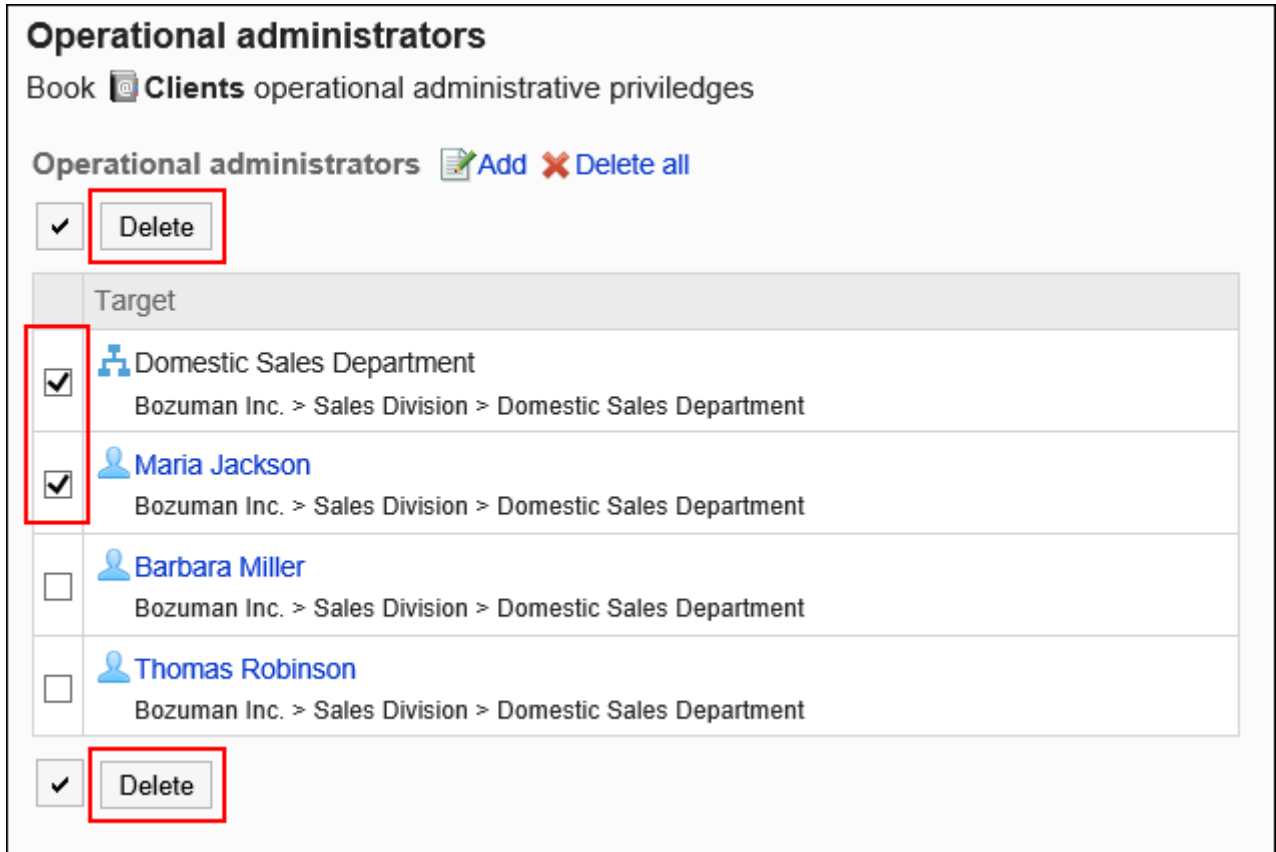 Operational administrators
Book Clients operational administrative priviledges
Operational administrators Add Delete all
Delete
Target
Domestic Sales Department
Bozuman Inc. > Sales Division > Domestic Sales Department
Maria Jackson
Bozuman Inc. > Sales Division > Domestic Sales Department
Barbara Miller
Bozuman Inc. > Sales Division > Domestic Sales Department
Thomas Robinson
Bozuman Inc. > Sales Division > Domestic Sales Department
Delete